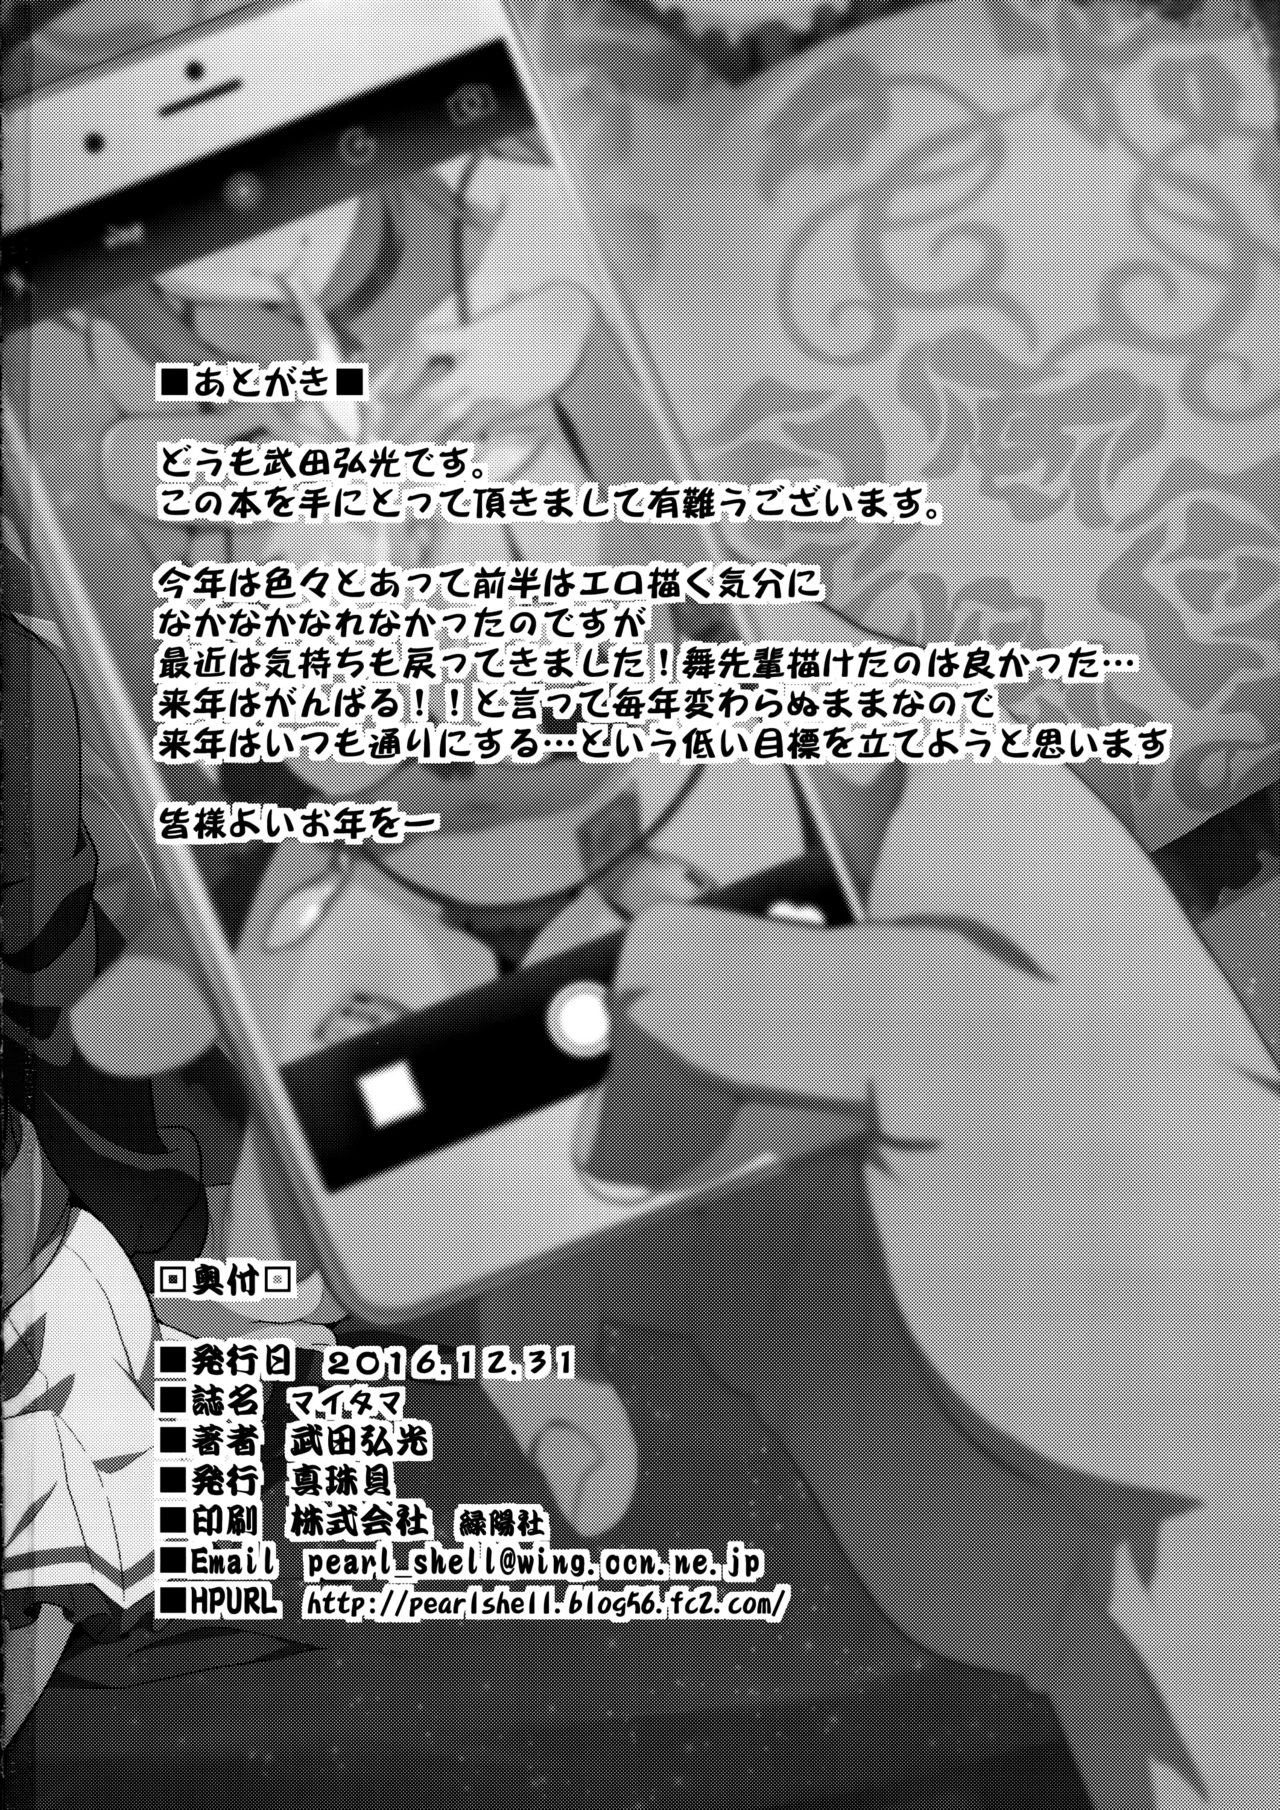 ■あとがき■
どうも武田弘光です。
この本を手にとって頂きまして有難うございます。
今年は色々とあって前半はエロ描く気分に
なかなかなれなかったのですが
最近は気持ちも戻ってきました！舞先輩描けたのは良かった…
来年はがんばる！！と言って毎年変わらぬままなので
来年はいつも通りにする…という低い目標を立てようと思います
皆様よいお年をー
回奥付回
■発行日　2016.12.31
■誌名　マイタマ
■著者　武田弘光
■発行　真珠貝
■印刷　株式会社　緑陽社
■Email　pearl_shell@wing.ocn.ne.jp
■HPURL　http://pearlshell.blog56.fc2.com/